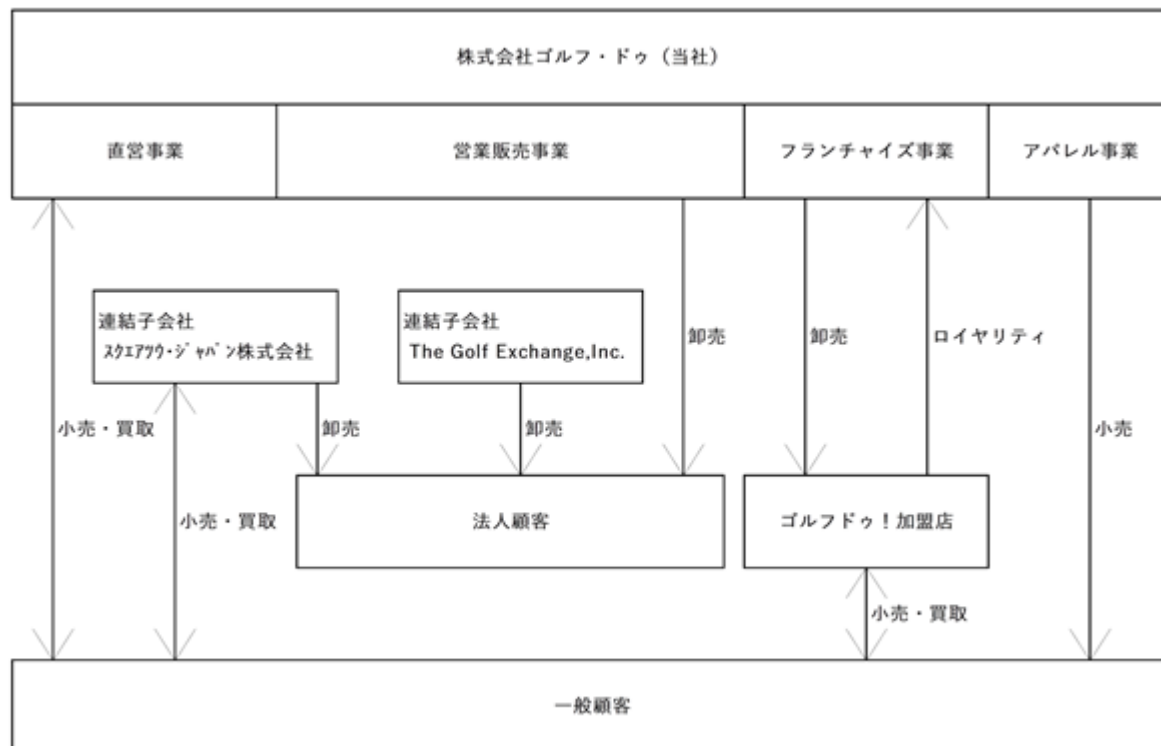 株式会社ゴルフ・ドゥ（当社）
直営事業
営業販売事業
フランチャイズ事業
アパレル事業
連結子会社
ｽｸｴｱﾂｳ・ｼﾞｬﾊﾟﾝ株式会社
連結子会社
The Golf Exchange,Inc.
卸売
卸売
ロイヤリティ
小売・買取
卸売
卸売
小売
小売・買取
法人顧客
ゴルフドゥ！加盟店
小売・買取
一般顧客